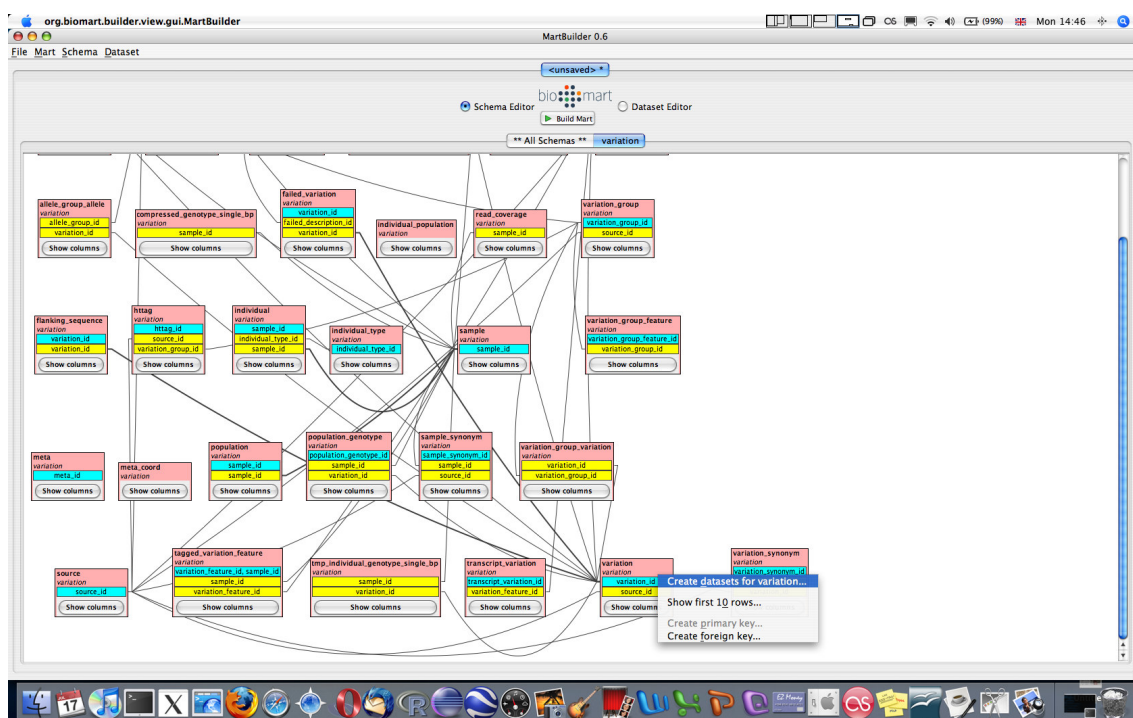 org.biomart.builder.view.gui.MartBuilder
(99%) Mon 14:46
MartBuilder 0.6
File Mart Schema Dataset
<unsaved> *
Schema Editor
bio mart
Dataset Editor
Build Mart
** All Schemas **
variation
allele_group_allele
variation
allele_group_id
variation_id
Show columns
compressed_genotype_single_bp
variation
sample_id
Show columns
failed_variation
variation
variation_id
failed_description_id
variation_id
Show columns
individual_population
variation
Show columns
read_coverage
variation
sample_id
Show columns
variation_group
variation
variation_group_id
source_id
Show columns
flanking_sequence
variation
variation_id
variation_id
Show columns
httag
variation
httag_id
source_id
variation_group_id
Show columns
individual
variation
sample_id
individual_type_id
sample_id
Show columns
individual_type
variation
individual_type_id
Show columns
sample
variation
sample_id
Show columns
variation_group_feature
variation
variation_group_feature_id
variation_group_id
Show columns
meta
variation
meta_id
Show columns
meta_coord
variation
Show columns
population
variation
sample_id
sample_id
Show columns
population_genotype
variation
population_genotype_id
sample_id
variation_id
Show columns
sample_synonym
variation
sample_synonym_id
sample_id
source_id
Show columns
variation_group_variation
variation
variation_id
variation_group_id
Show columns
source
variation
source_id
Show columns
tagged_variation_feature
variation
variation_feature_id, sample_id
sample_id
variation_feature_id
Show columns
tmp_individual_genotype_single_bp
variation
sample_id
variation_id
Show columns
transcript_variation
variation
transcript_variation_id
variation_feature_id
Show columns
variation
variation
variation_id
source_id
Show column
variation_synonym
variation
variation_synonym_id
Create datasets for variation...
Show first 10 rows...
Create primary key...
Create foreign key...